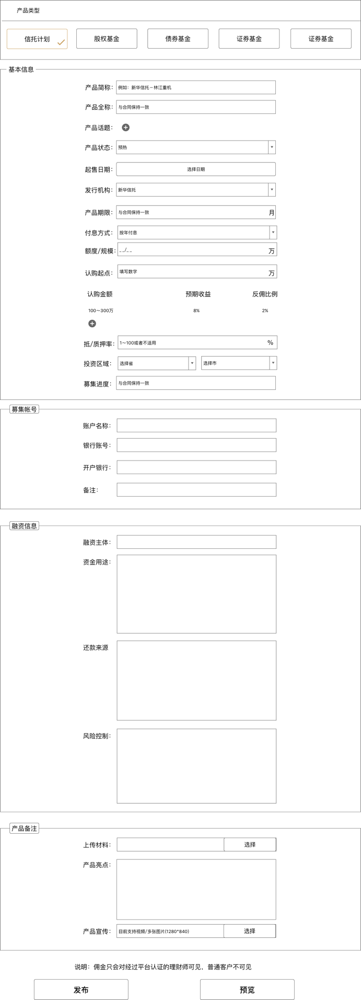 产品类型
信托计划 股权基金 债券基金 证券基金 证券基金
基本信息
产品简称： 例如：新华信托－林江重机
产品全称： 与合同保持一致
产品话题：
产品状态： 预热
起售日期： 选择日期
发行机构： 新华信托
产品期限： 与合同保持一致 月
付息方式： 按年付息
额度/规模： __/__ 万
认购起点： 填写数字 万
认购金额 预期收益 反佣比例
100～300万 8% 2%
抵/质押率： 1～100或者不适用 %
投资区域： 选择省 选择市
募集进度： 与合同保持一致
募集帐号
账户名称：
银行账号：
开户银行：
备注：
融资信息
融资主体：
资金用途：
还款来源
风险控制：
产品备注
上传材料： 选择
产品亮点：
产品宣传： 目前支持视频/多张图片(1280*840) 选择
说明：佣金只会对经过平台认证的理财师可见，普通客户不可见
发布 预览